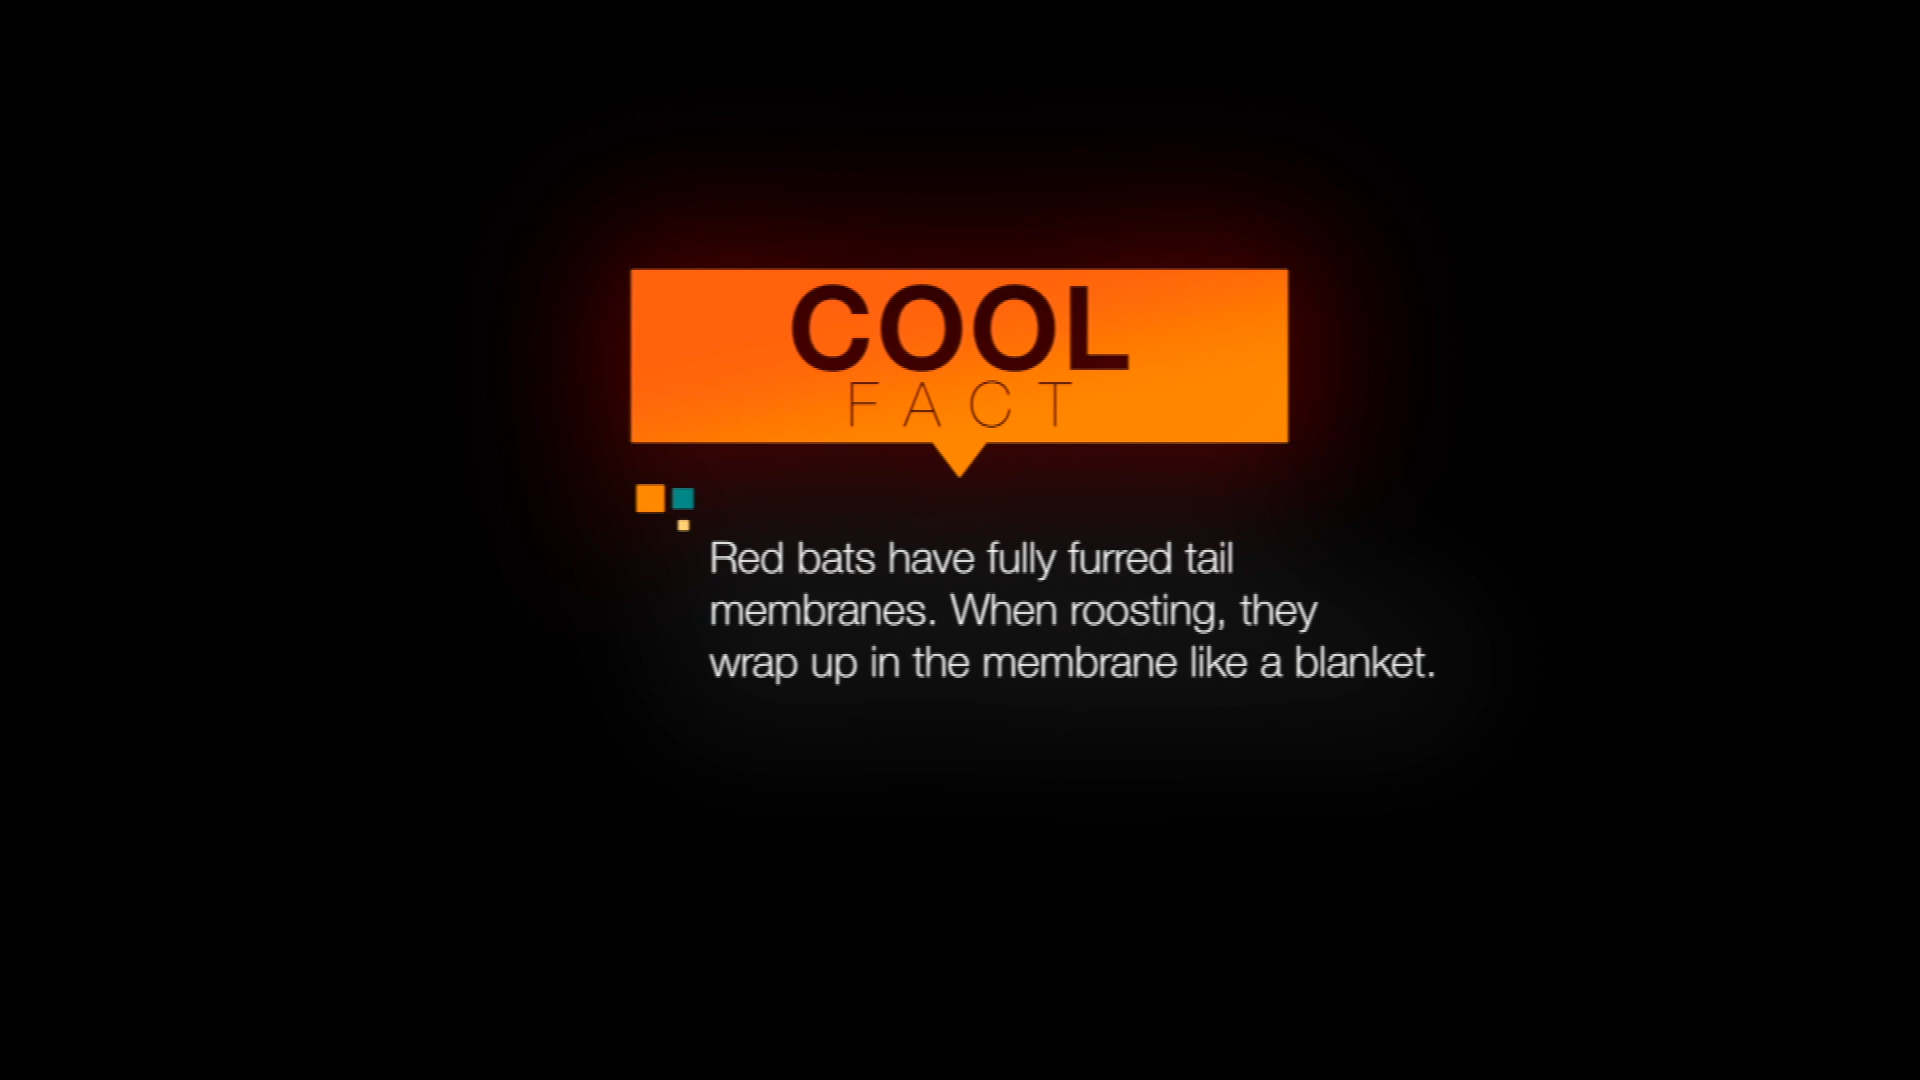 COOL
FACT
Red bats have fully furred tail
membranes. When roosting, they
wrap up in the membrane like a blanket.